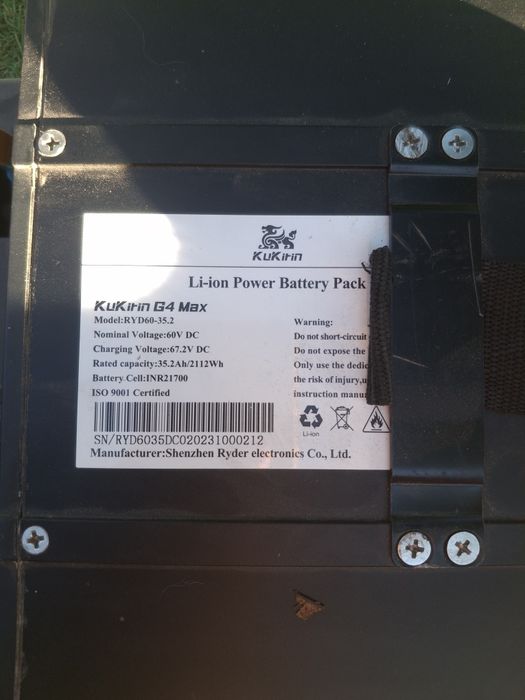 KuKirin
Li-ion Power Battery Pack
KuKirin G4 Max
Model:RYD60-35.2
Nominal Voltage:60V DC
Charging Voltage:67.2V DC
Rated capacity:35.2Ah/2112Wh
Battery Cell:INR21700
ISO 9001 Certified
SN/RYD6035DC020231000212
Warning:
Do not short-circuit
Do not expose the
Only use the dedic
the risk of injury,u
instruction manu
Li-ion
Manufacturer:Shenzhen Ryder electronics Co., Ltd.